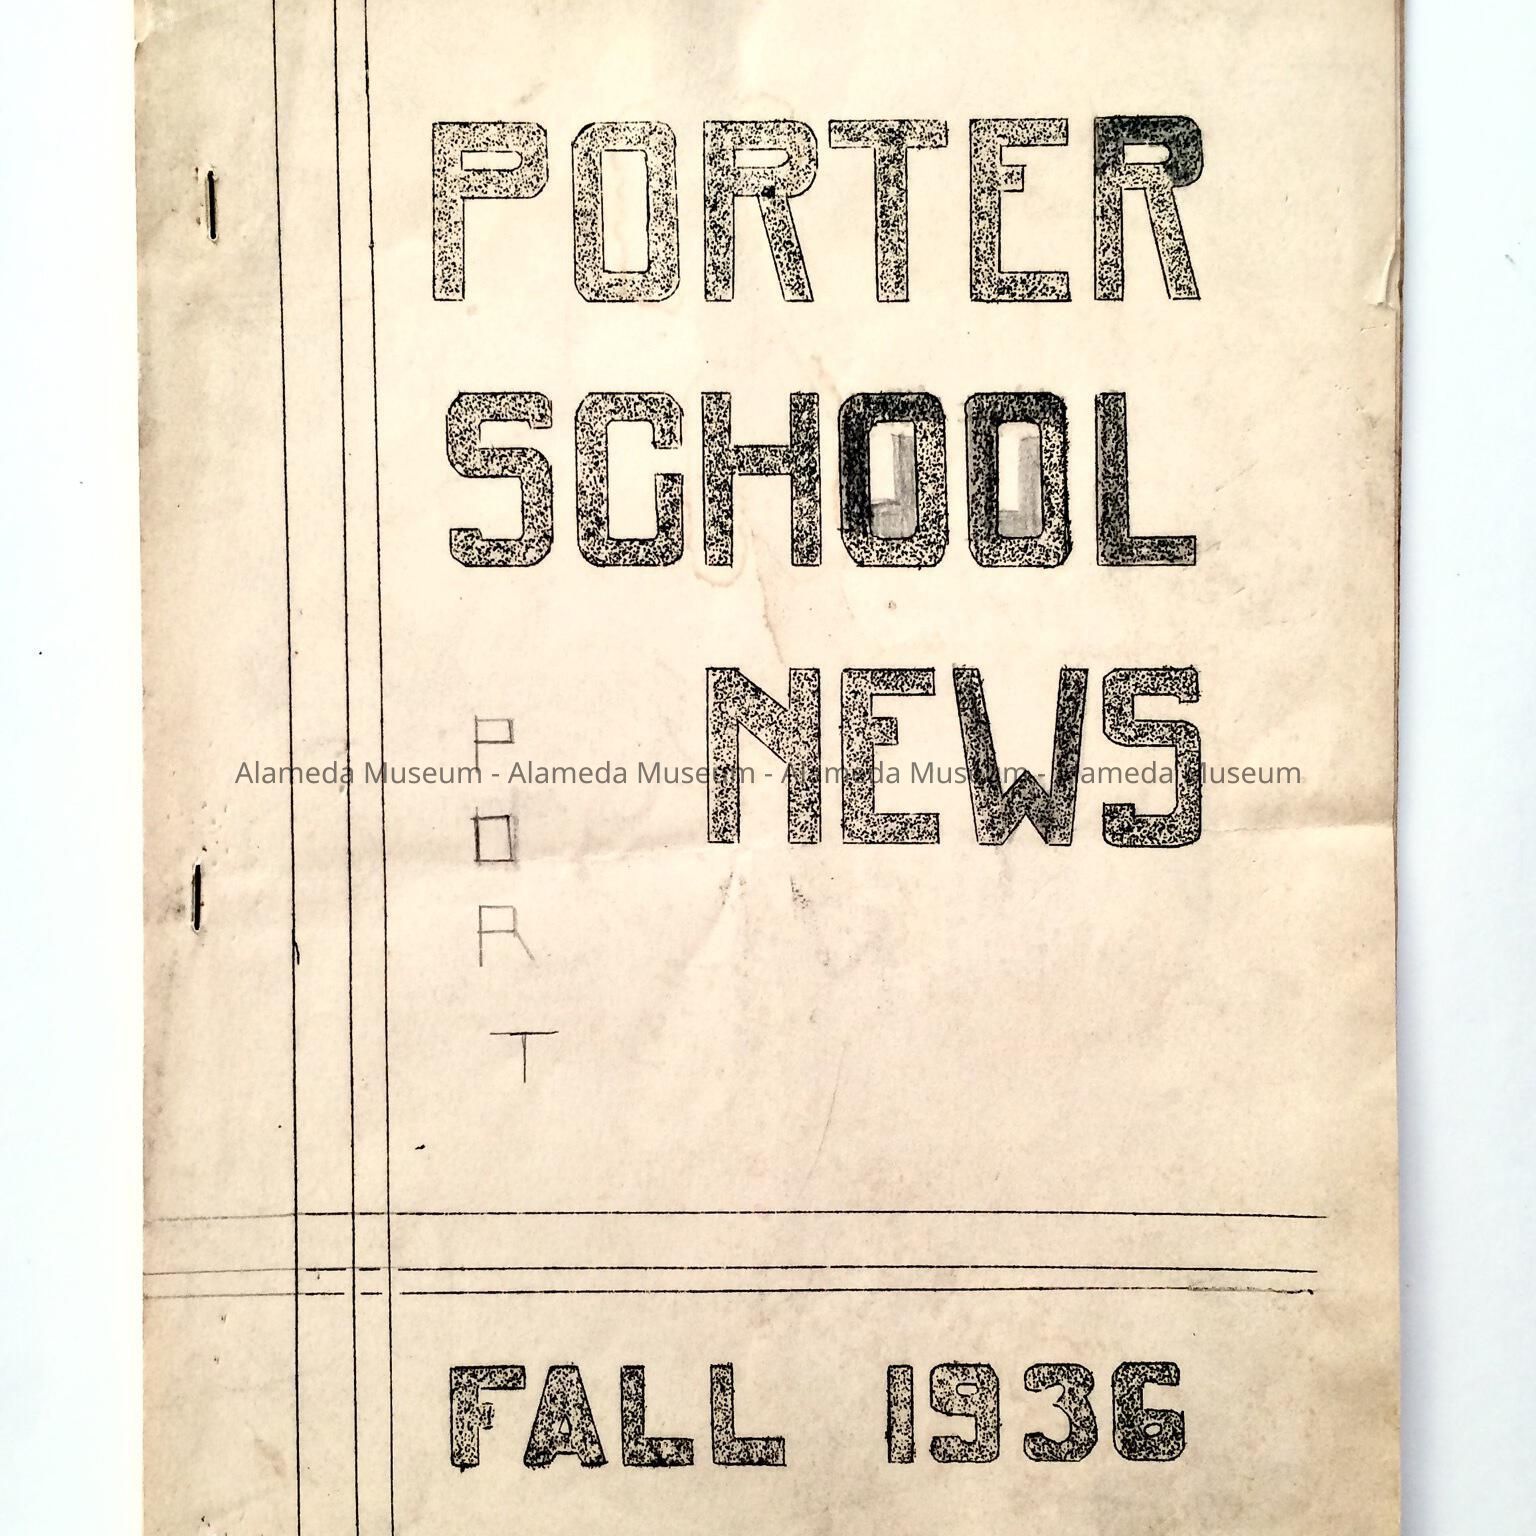 PORTER
SCHOOL
NEWS
P
O
R
T
Alameda Museum - Alameda Museum - Alameda Museum - Alameda Museum
FALL 1936